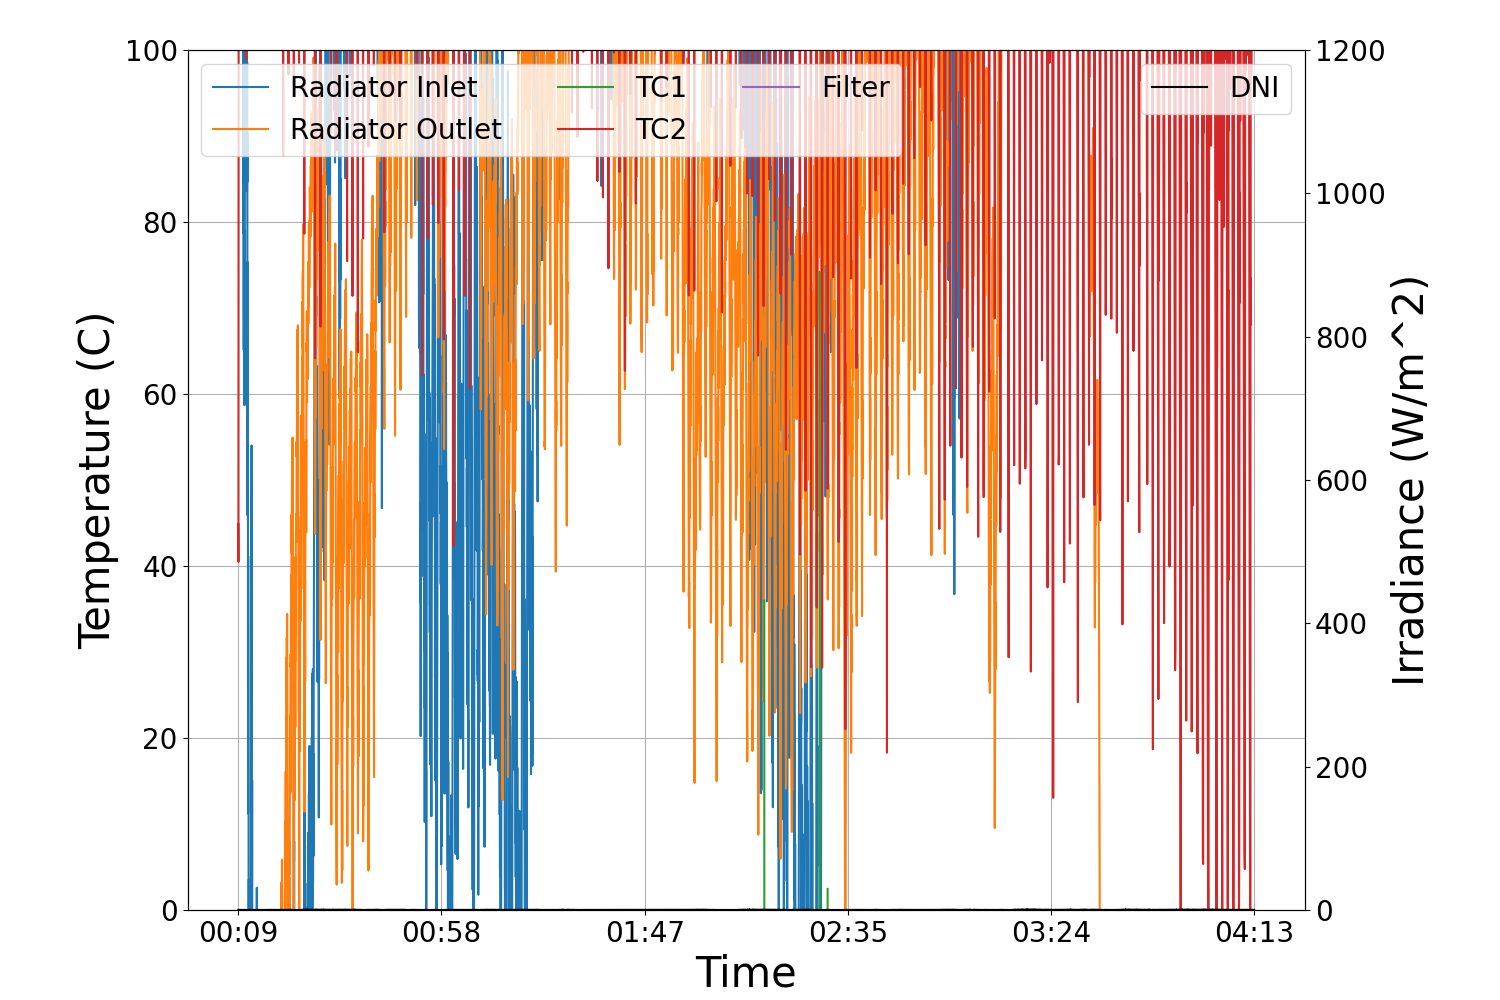 Radiator Inlet
Radiator Outlet
TC1
TC2
Filter
DNI
Temperature (C)
100
80
60
40
20
0
1200
1000
800
600
400
200
0
Irradiance (W/m^2)
00:09 00:58 01:47 02:35 03:24 04:13
Time